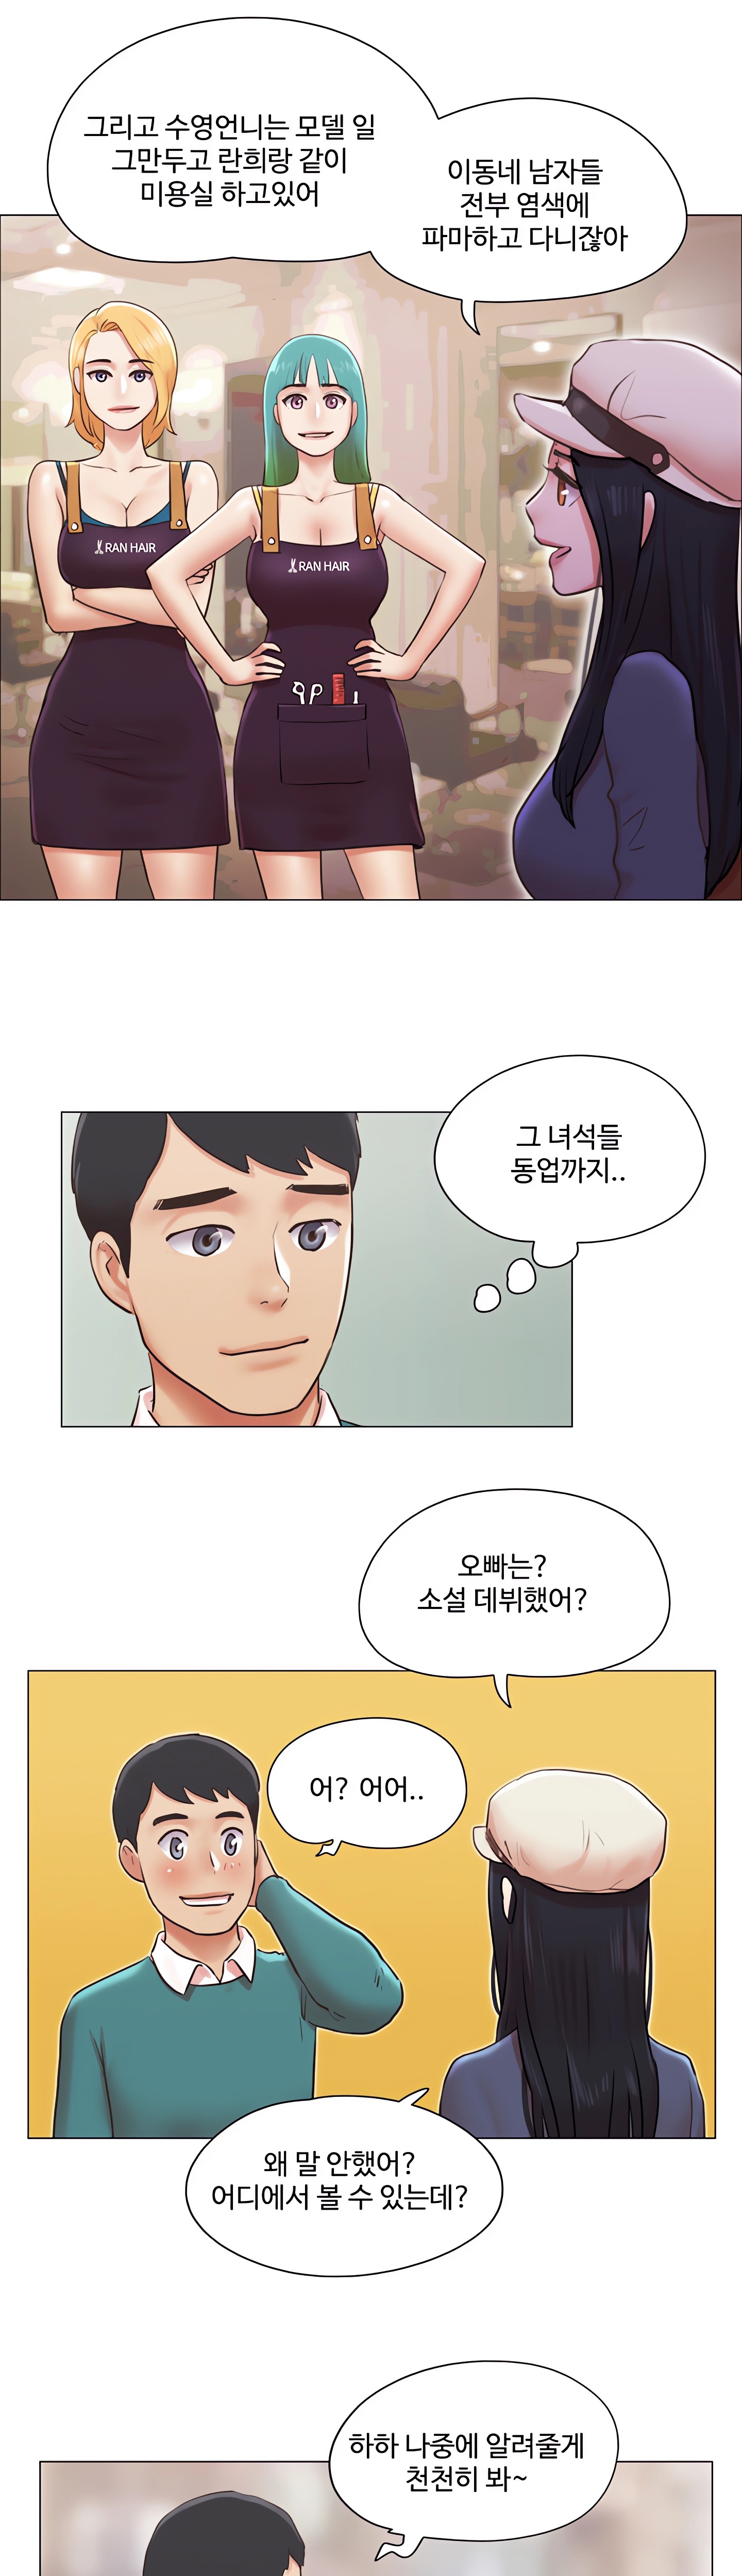 그리고 수영언니는 모델 일
그만두고 란희랑 같이
미용실 하고있어
이동네 남자들
전부 염색에
파마하고 다니잖아
RAN HAIR
RAN HAIR
그 녀석들
동업까지..
오빠는?
소설 데뷔했어?
어? 어어..
왜 말 안했어?
어디에서 볼 수 있는데?
하하 나중에 알려줄게
천천히 봐~